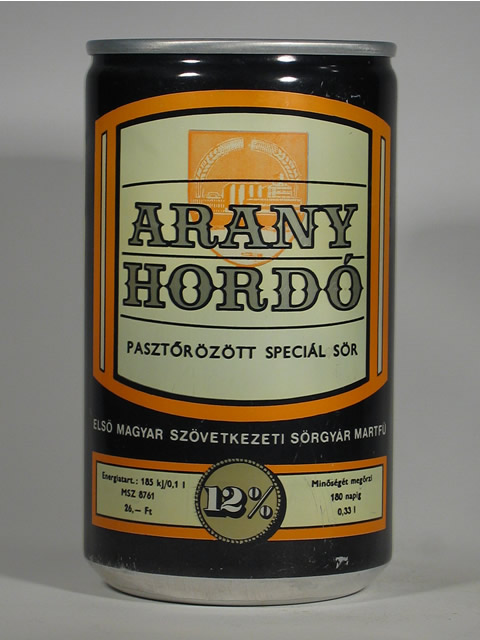 ARANY
HORDÓ
PASZTŐRÖZÖTT SPECIÁL SÖR
ELSŐ MAGYAR SZÖVETKEZETI SÖRGYÁR MARTFŰ
Energiatart.: 185 kJ/0,1 l
MSZ 8761
26,— Ft
12%
Minőségét megőrzi
180 napig
0,33 l